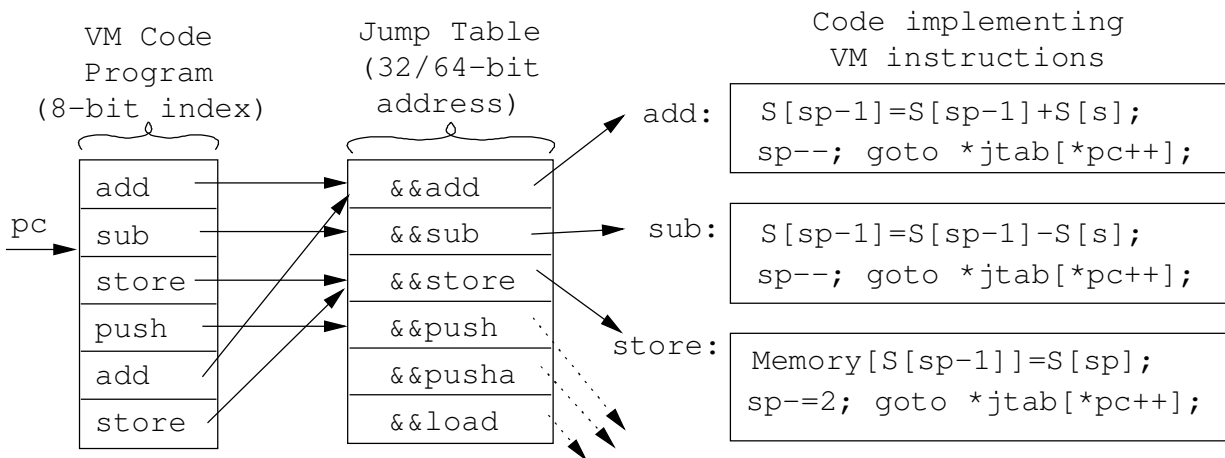 VM Code
Program
(8-bit index)
Jump Table
(32/64-bit
address)
Code implementing
VM instructions
pc
add
sub
store
push
add
store
&&add
&&sub
&&store
&&push
&&pusha
&&load
add:
S[sp-1]=S[sp-1]+S[s];
sp--; goto *jtab[*pc++];
sub:
S[sp-1]=S[sp-1]-S[s];
sp--; goto *jtab[*pc++];
store:
Memory[S[sp-1]]=S[sp];
sp-=2; goto *jtab[*pc++];